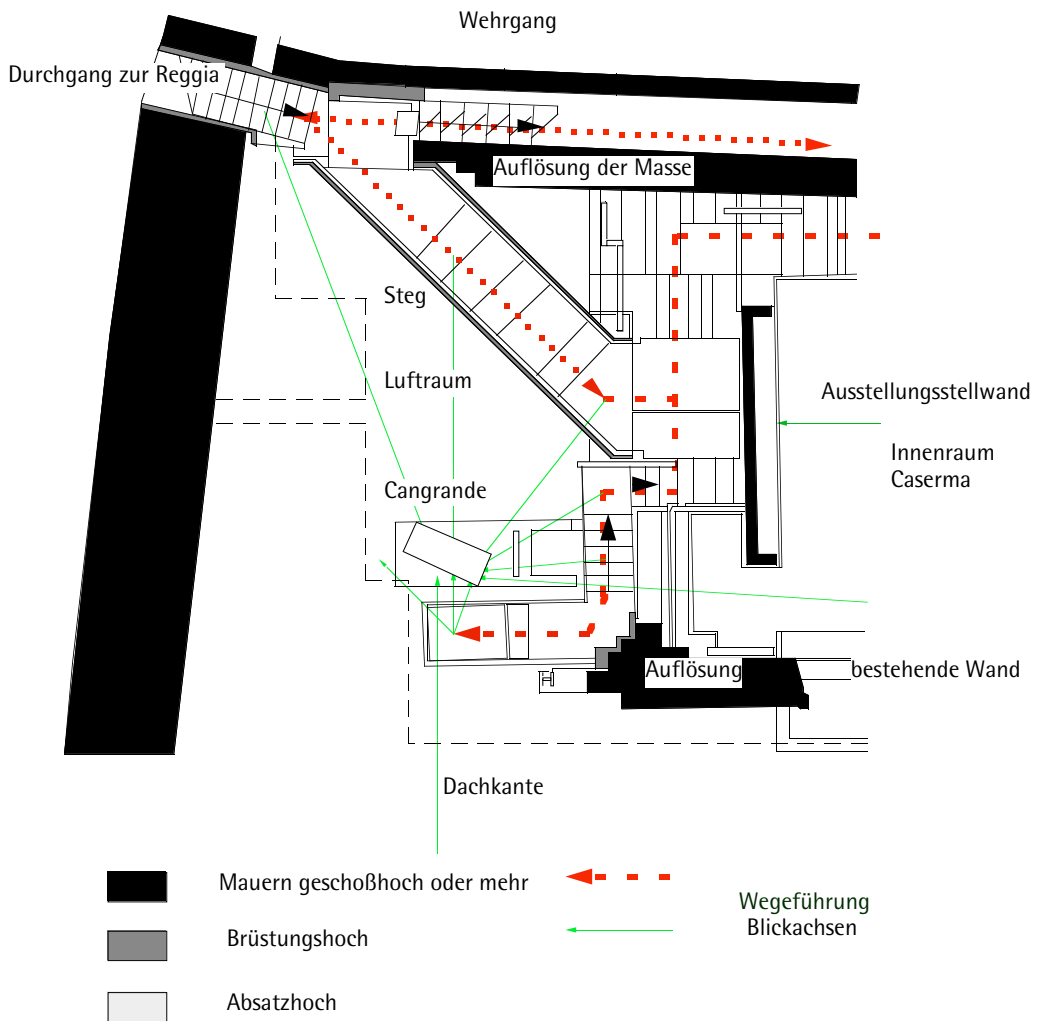 Wehrgang
Durchgang zur Reggia
Auflösung der Masse
Steg
Luftraum
Ausstellungsstellwand
Innenraum
Caserma
Cangrande
Auflösung
bestehende Wand
Dachkante
Mauern geschoßhoch oder mehr
Wegeführung
Blickachsen
Brüstungshoch
Absatzhoch